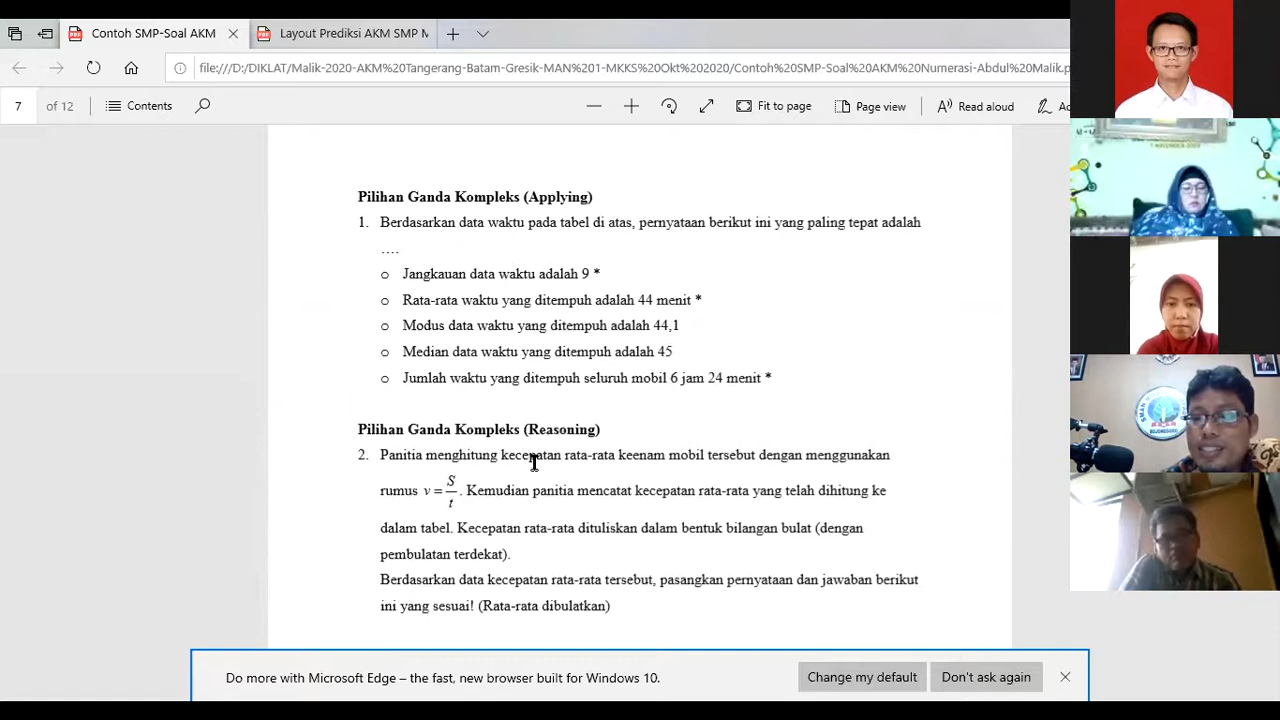 Contoh SMP-Soal AKM
Layout Prediksi AKM SMP M
file:///D:/DIKLAT/Malik-2020-AKM%20Tangerang-Batam-Gresik-MAN%201-MKKS%20Okt%202020/Contoh%20SMP-Soal%20AKM%20Numerasi-Abdul%20Malik.p
7 of 12 Contents Fit to page Page view Read aloud
Pilihan Ganda Kompleks (Applying)
1. Berdasarkan data waktu pada tabel di atas, pernyataan berikut ini yang paling tepat adalah
....
o Jangkauan data waktu adalah 9 *
o Rata-rata waktu yang ditempuh adalah 44 menit *
o Modus data waktu yang ditempuh adalah 44,1
o Median data waktu yang ditempuh adalah 45
o Jumlah waktu yang ditempuh seluruh mobil 6 jam 24 menit *
Pilihan Ganda Kompleks (Reasoning)
2. Panitia menghitung kecepatan rata-rata keenam mobil tersebut dengan menggunakan
rumus v = S/t. Kemudian panitia mencatat kecepatan rata-rata yang telah dihitung ke
dalam tabel. Kecepatan rata-rata dituliskan dalam bentuk bilangan bulat (dengan
pembulatan terdekat).
Berdasarkan data kecepatan rata-rata tersebut, pasangkan pernyataan dan jawaban berikut
ini yang sesuai! (Rata-rata dibulatkan)
Do more with Microsoft Edge – the fast, new browser built for Windows 10.
Change my default
Don't ask again